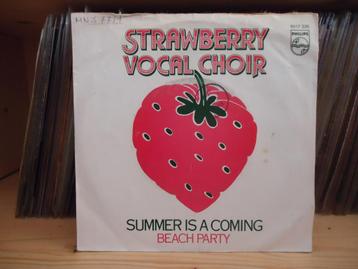 STRAWBERRY
PHILIPS
VOCAL CHOIR
SUMMER IS A COMING
BEACH PARTY